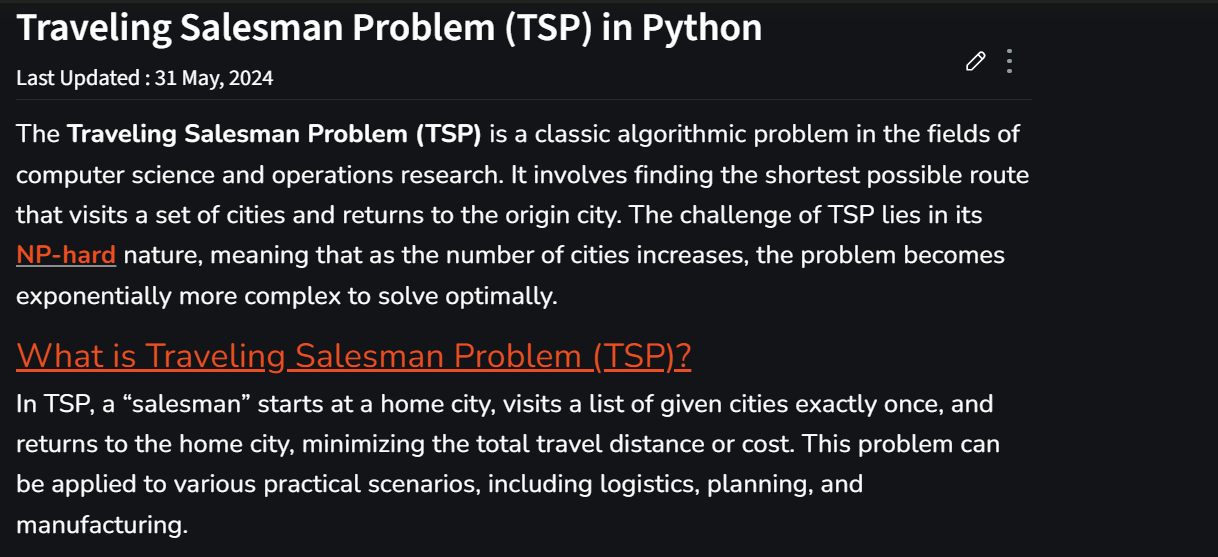 Traveling Salesman Problem (TSP) in Python
Last Updated : 31 May, 2024
The Traveling Salesman Problem (TSP) is a classic algorithmic problem in the fields of
computer science and operations research. It involves finding the shortest possible route
that visits a set of cities and returns to the origin city. The challenge of TSP lies in its
NP-hard nature, meaning that as the number of cities increases, the problem becomes
exponentially more complex to solve optimally.
What is Traveling Salesman Problem (TSP)?
In TSP, a “salesman” starts at a home city, visits a list of given cities exactly once, and
returns to the home city, minimizing the total travel distance or cost. This problem can
be applied to various practical scenarios, including logistics, planning, and
manufacturing.